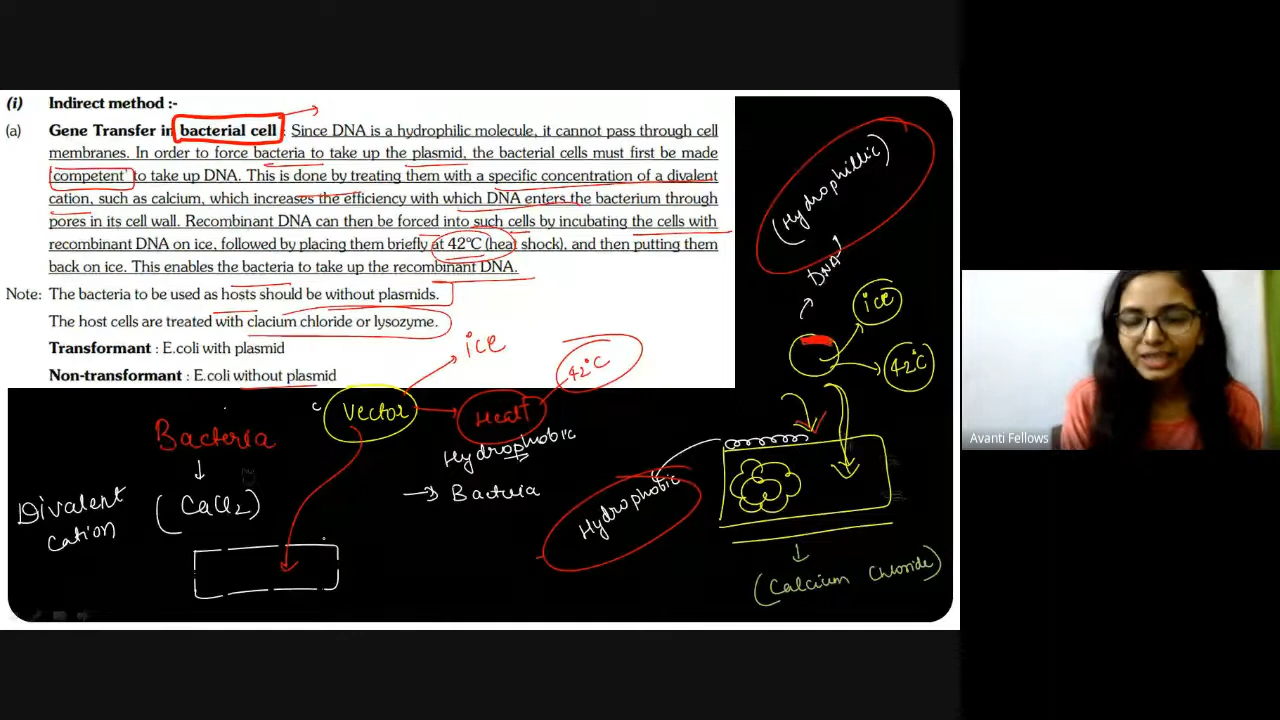 (i) Indirect method :-
(a) Gene Transfer in bacterial cell : Since DNA is a hydrophilic molecule, it cannot pass through cell
membranes. In order to force bacteria to take up the plasmid, the bacterial cells must first be made
'competent' to take up DNA. This is done by treating them with a specific concentration of a divalent
cation, such as calcium, which increases the efficiency with which DNA enters the bacterium through
pores in its cell wall. Recombinant DNA can then be forced into such cells by incubating the cells with
recombinant DNA on ice, followed by placing them briefly at 42°C (heat shock), and then putting them
back on ice. This enables the bacteria to take up the recombinant DNA.
Note: The bacteria to be used as hosts should be without plasmids.
The host cells are treated with clacium chloride or lysozyme.
Transformant : E.coli with plasmid
Non-transformant : E.coli without plasmid
ice
42°C
Vector
Heat
Hydrophobic
→ Bacteria
Bacteria
(CaCl2)
Divalent
cation
(Hydrophillic)
DNA
ice
42°C
Hydrophobic
(Calcium Chloride)
Avanti Fellows